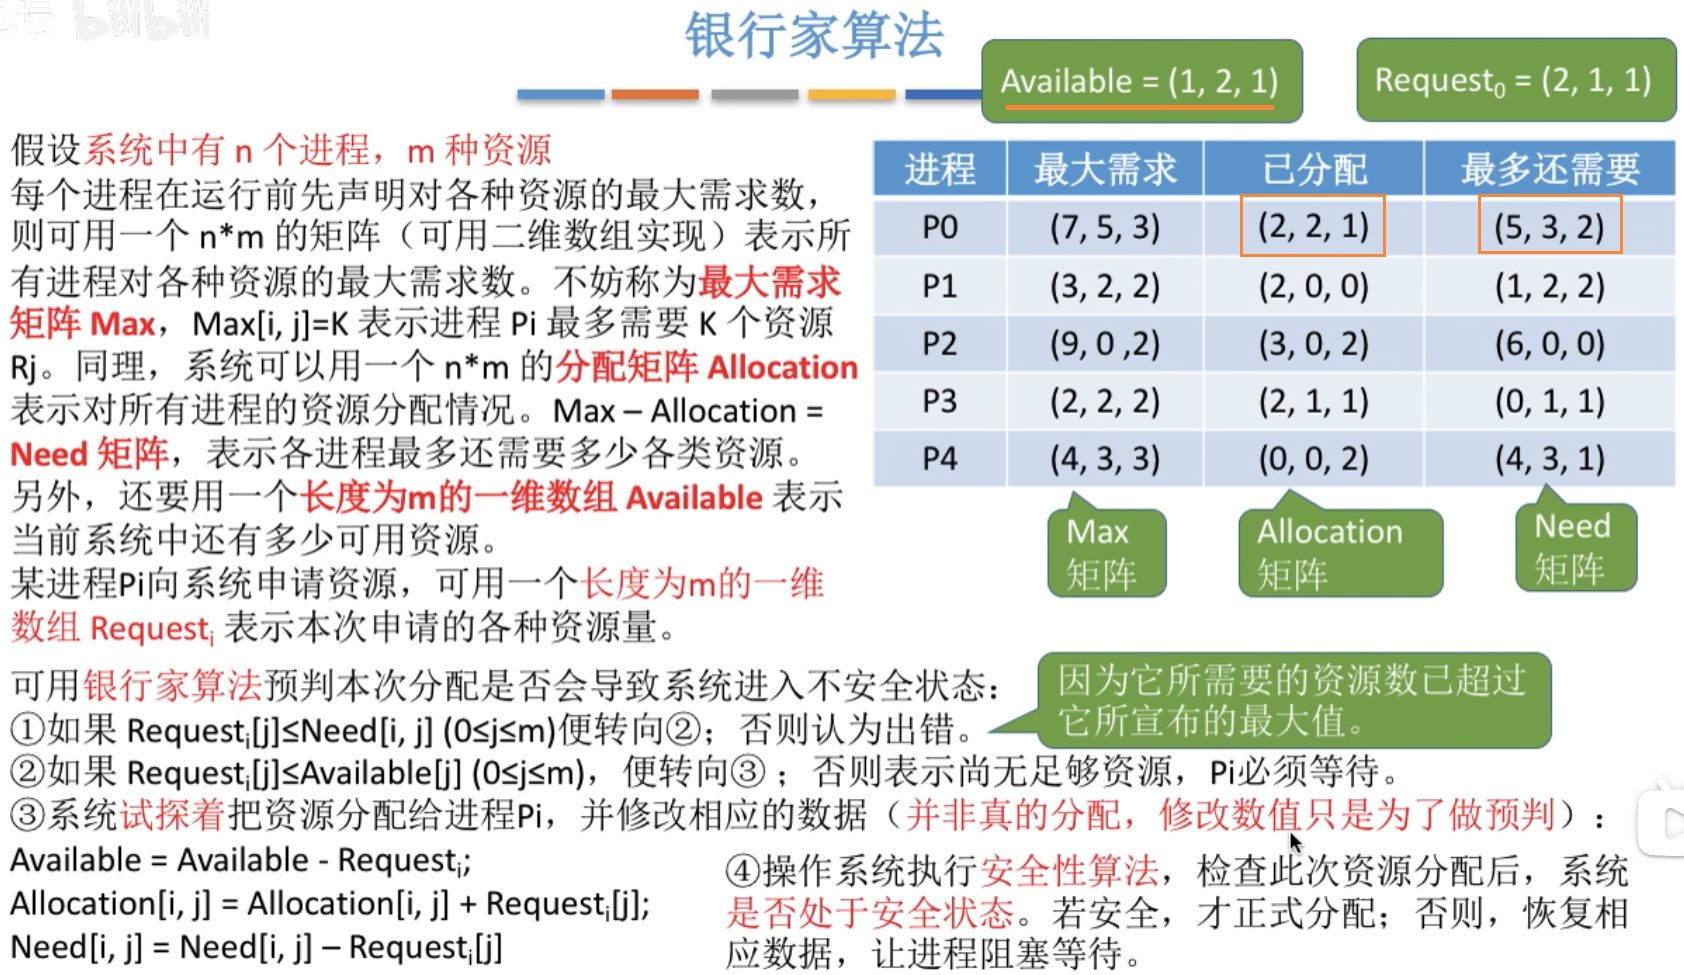 bilibili
银行家算法
Available = (1, 2, 1)
Request₀ = (2, 1, 1)
假设系统中有 n 个进程，m 种资源
每个进程在运行前先声明对各种资源的最大需求数，
则可用一个 n*m 的矩阵（可用二维数组实现）表示所
有进程对各种资源的最大需求数。不妨称为最大需求
矩阵 Max，Max[i, j]=K 表示进程 Pi 最多需要 K 个资源
Rj。同理，系统可以用一个 n*m 的分配矩阵 Allocation
表示对所有进程的资源分配情况。Max – Allocation =
Need 矩阵，表示各进程最多还需要多少各类资源。
另外，还要用一个长度为m的一维数组 Available 表示
当前系统中还有多少可用资源。
某进程Pi向系统申请资源，可用一个长度为m的一维
数组 Requestᵢ 表示本次申请的各种资源量。
进程 最大需求 已分配 最多还需要
P0 (7, 5, 3) (2, 2, 1) (5, 3, 2)
P1 (3, 2, 2) (2, 0, 0) (1, 2, 2)
P2 (9, 0 ,2) (3, 0, 2) (6, 0, 0)
P3 (2, 2, 2) (2, 1, 1) (0, 1, 1)
P4 (4, 3, 3) (0, 0, 2) (4, 3, 1)
Max
矩阵
Allocation
矩阵
Need
矩阵
可用银行家算法预判本次分配是否会导致系统进入不安全状态：
①如果 Requestᵢ[j]≤Need[i, j] (0≤j≤m)便转向②；否则认为出错。
因为它所需要的资源数已超过
它所宣布的最大值。
②如果 Requestᵢ[j]≤Available[j] (0≤j≤m)，便转向③ ；否则表示尚无足够资源，Pi必须等待。
③系统试探着把资源分配给进程Pi，并修改相应的数据（并非真的分配，修改数值只是为了做预判）：
Available = Available - Requestᵢ;
Allocation[i, j] = Allocation[i, j] + Requestᵢ[j];
Need[i, j] = Need[i, j] – Requestᵢ[j]
④操作系统执行安全性算法，检查此次资源分配后，系统
是否处于安全状态。若安全，才正式分配；否则，恢复相
应数据，让进程阻塞等待。